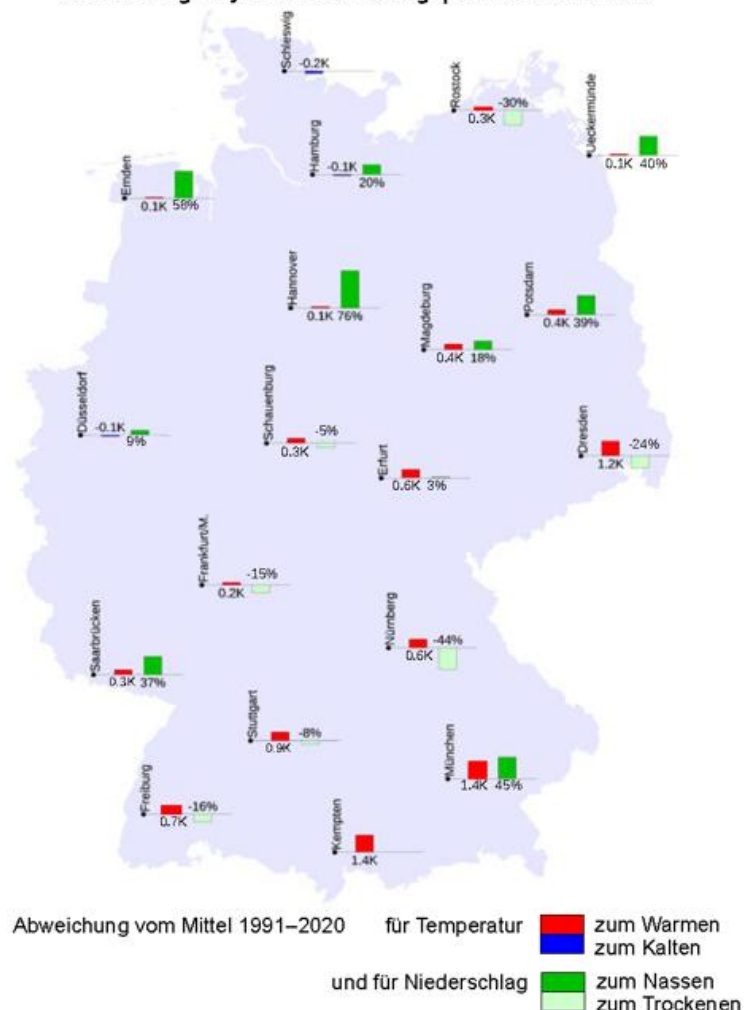 Schleswig
-0.2K
Rostock
-30%
0.3K
Ueckermünde
0.1K 40%
Hamburg
-0.1K
20%
Emden
0.1K 58%
Hannover
0.1K 76%
Potsdam
0.4K 39%
Magdeburg
0.4K 18%
Düsseldorf
-0.1K
9%
Schauenburg
-5%
0.3K
Erfurt
0.6K 3%
Dresden
-24%
1.2K
Frankfurt/M.
-15%
0.2K
Nürnberg
-44%
0.6K
Saarbrücken
0.3K 37%
Stuttgart
-8%
0.9K
München
1.4K 45%
Freiburg
-16%
0.7K
Kempten
1.4K
Abweichung vom Mittel 1991–2020 für Temperatur zum Warmen
zum Kalten
und für Niederschlag zum Nassen
zum Trockenen